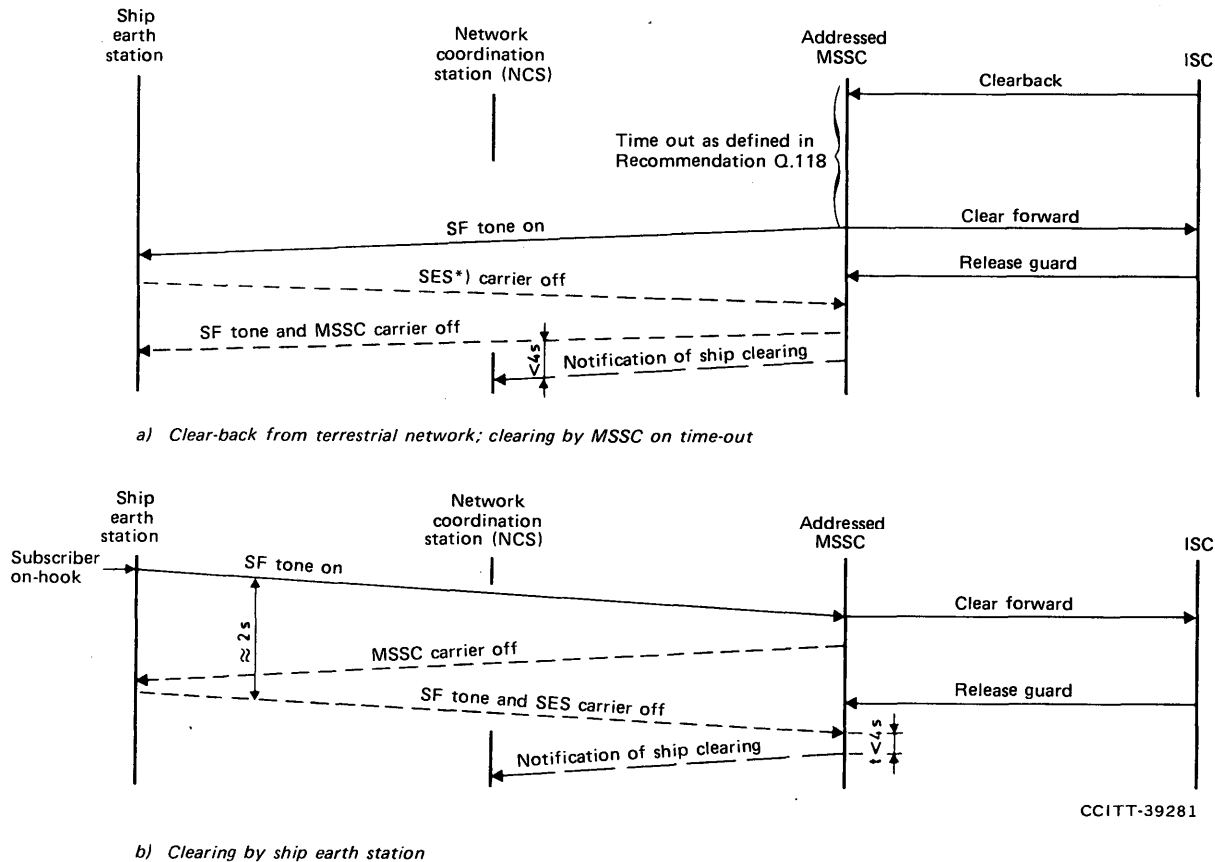 Ship
earth
station
Network
coordination
station (NCS)
Addressed
MSSC
ISC
Clearback
Time out as defined in
Recommendation Q.118
SF tone on
Clear forward
SES*) carrier off
Release guard
SF tone and MSSC carrier off
<4s
Notification of ship clearing
a) Clear-back from terrestrial network; clearing by MSSC on time-out
Ship
earth
station
Network
coordination
station (NCS)
Addressed
MSSC
ISC
Subscriber
on-hook
SF tone on
Clear forward
≈ 2 s
MSSC carrier off
SF tone and SES carrier off
Release guard
t<4s
Notification of ship clearing
CCITT-39281
b) Clearing by ship earth station